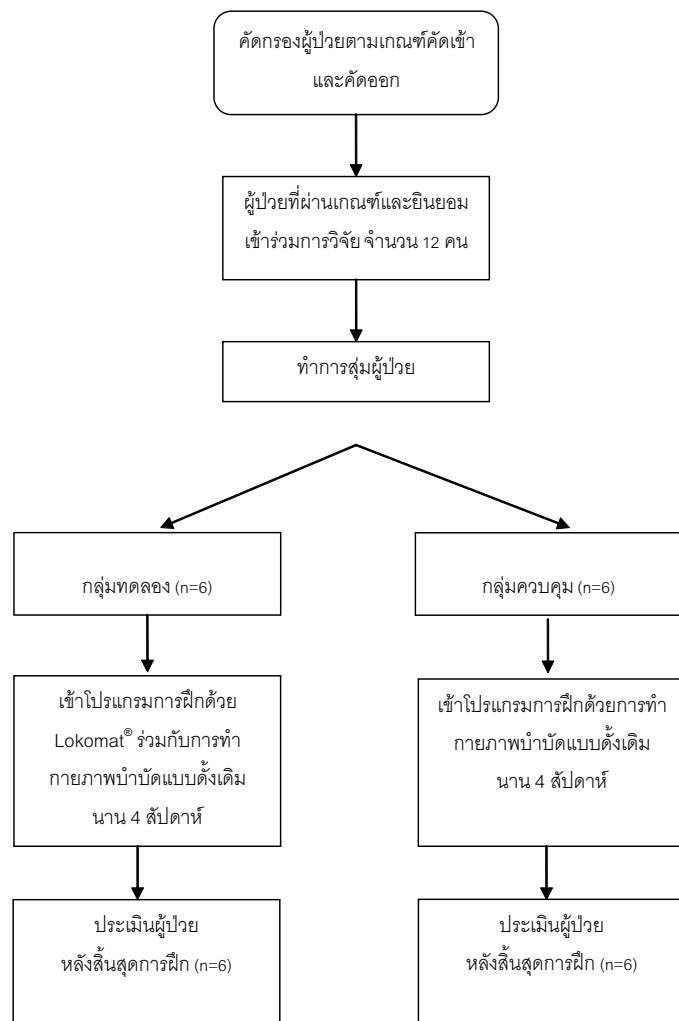 คัดกรองผู้ป่วยตามเกณฑ์คัดเข้า
และคัดออก
ผู้ป่วยที่ผ่านเกณฑ์และยินยอม
เข้าร่วมการวิจัย จำนวน 12 คน
ทำการสุ่มผู้ป่วย
กลุ่มทดลอง (n=6)
กลุ่มควบคุม (n=6)
เข้าโปรแกรมการฝึกด้วย
Lokomat® ร่วมกับการทำ
กายภาพบำบัดแบบดั้งเดิม
นาน 4 สัปดาห์
เข้าโปรแกรมการฝึกด้วยการทำ
กายภาพบำบัดแบบดั้งเดิม
นาน 4 สัปดาห์
ประเมินผู้ป่วย
หลังสิ้นสุดการฝึก (n=6)
ประเมินผู้ป่วย
หลังสิ้นสุดการฝึก (n=6)